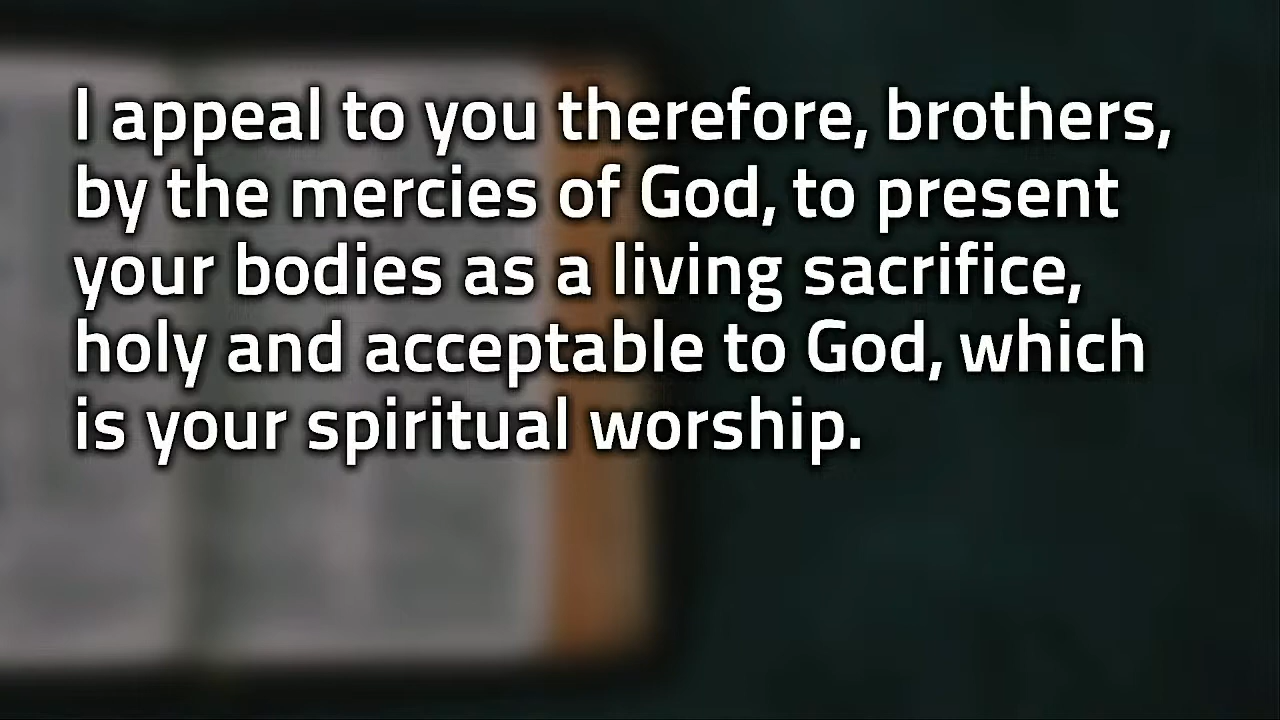 I appeal to you therefore, brothers,
by the mercies of God, to present
your bodies as a living sacrifice,
holy and acceptable to God, which
is your spiritual worship.